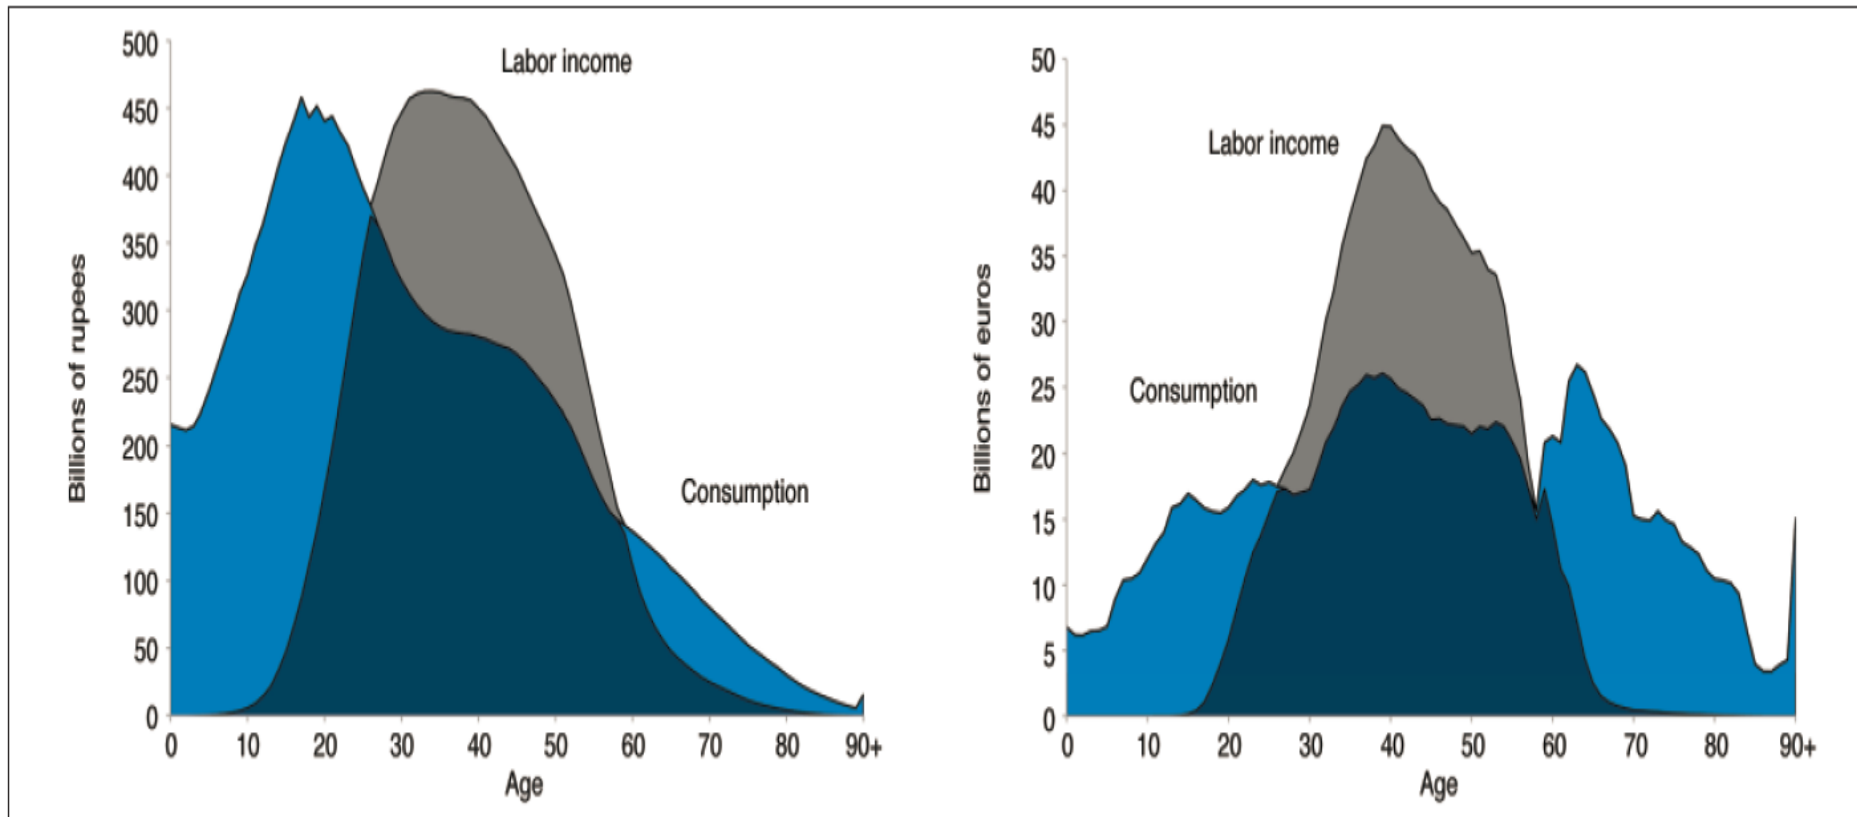 Labor income
Consumption
Billions of rupees
500
450
400
350
300
250
200
150
100
50
0
0 10 20 30 40 50 60 70 80 90+
Age
Labor income
Consumption
Billions of euros
50
45
40
35
30
25
20
15
10
5
0
0 10 20 30 40 50 60 70 80 90+
Age